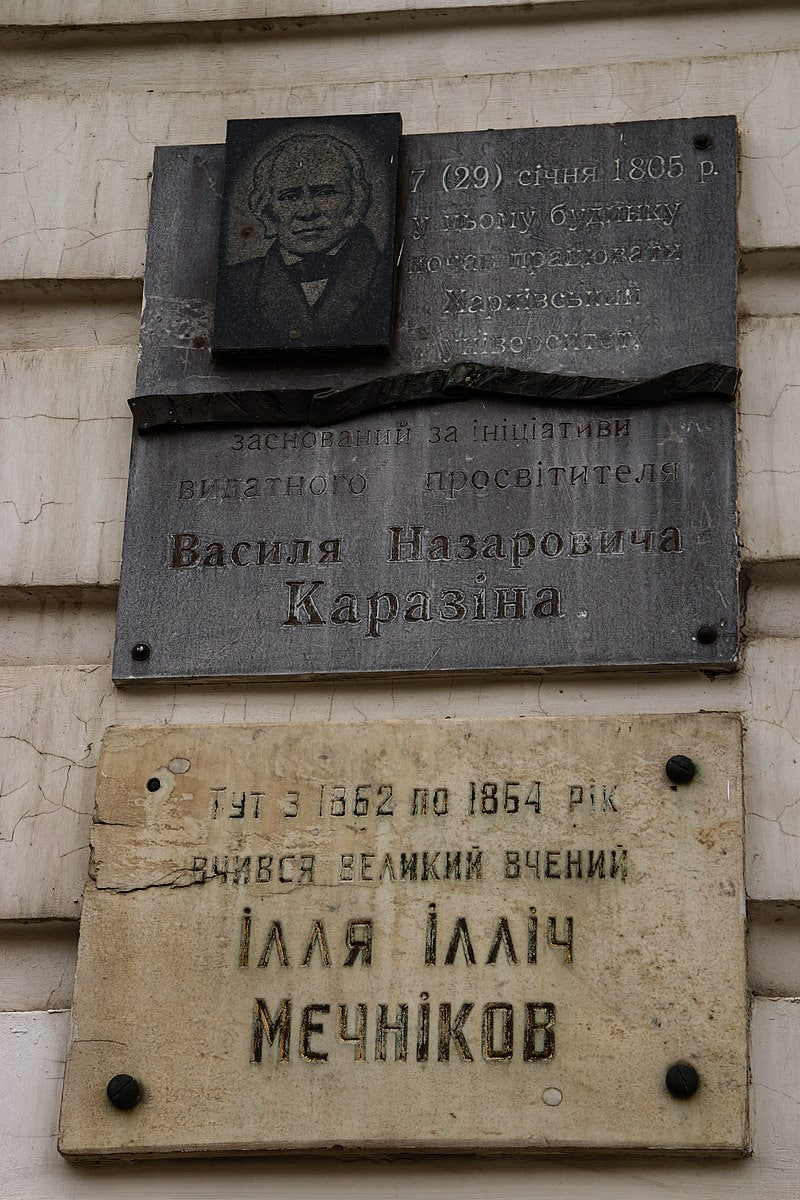 7 (29) січня 1805 р.
у цьому будинку
почав працювати
Харківський
університет,
заснований за ініціативи
видатного просвітителя
Василя Назаровича
Каразіна
ТУТ З 1862 ПО 1864 РІК
ВЧИВСЯ ВЕЛИКИЙ ВЧЕНИЙ
ІЛЛЯ ІЛЛІЧ
МЕЧНІКОВ